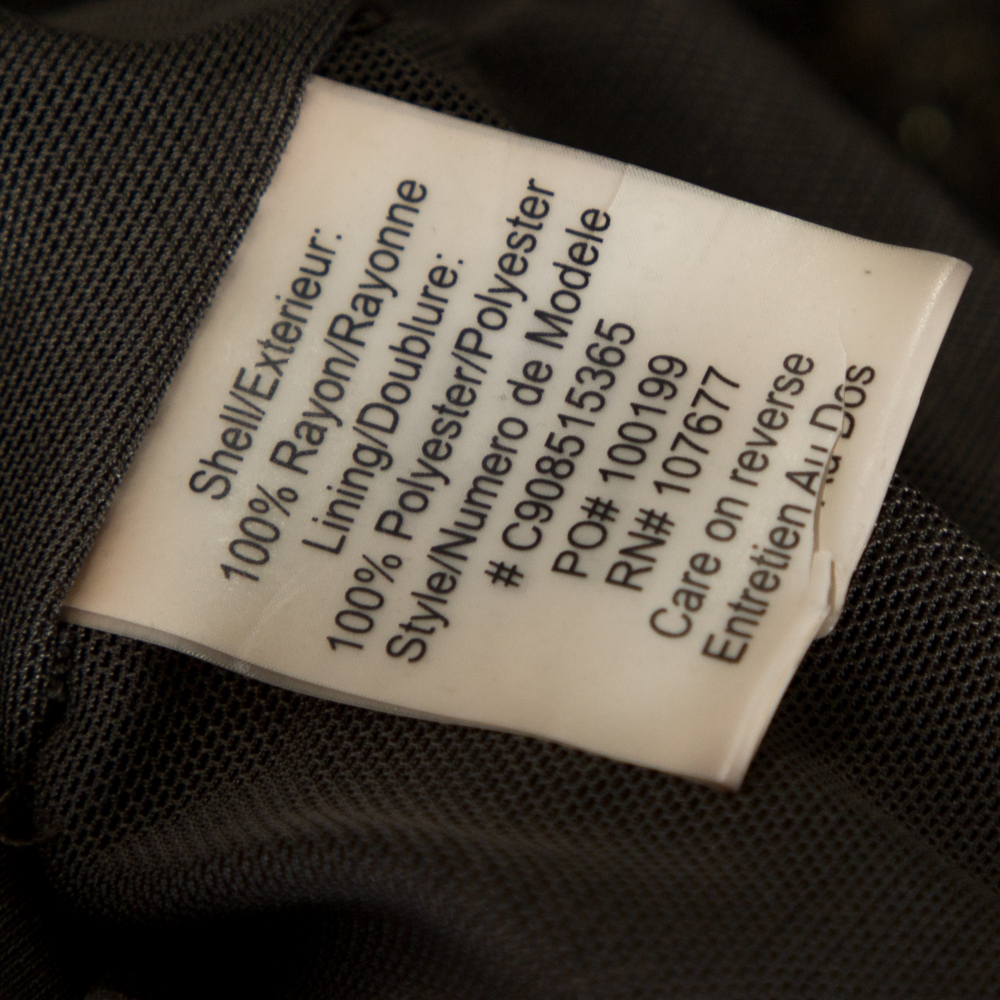 Shell/Exterieur:
100% Rayon/Rayonne
Lining/Doublure:
100% Polyester/Polyester
Style/Numero de Modele
# C908515365
PO# 100199
RN# 107677
Care on reverse
Entretien Au Dos